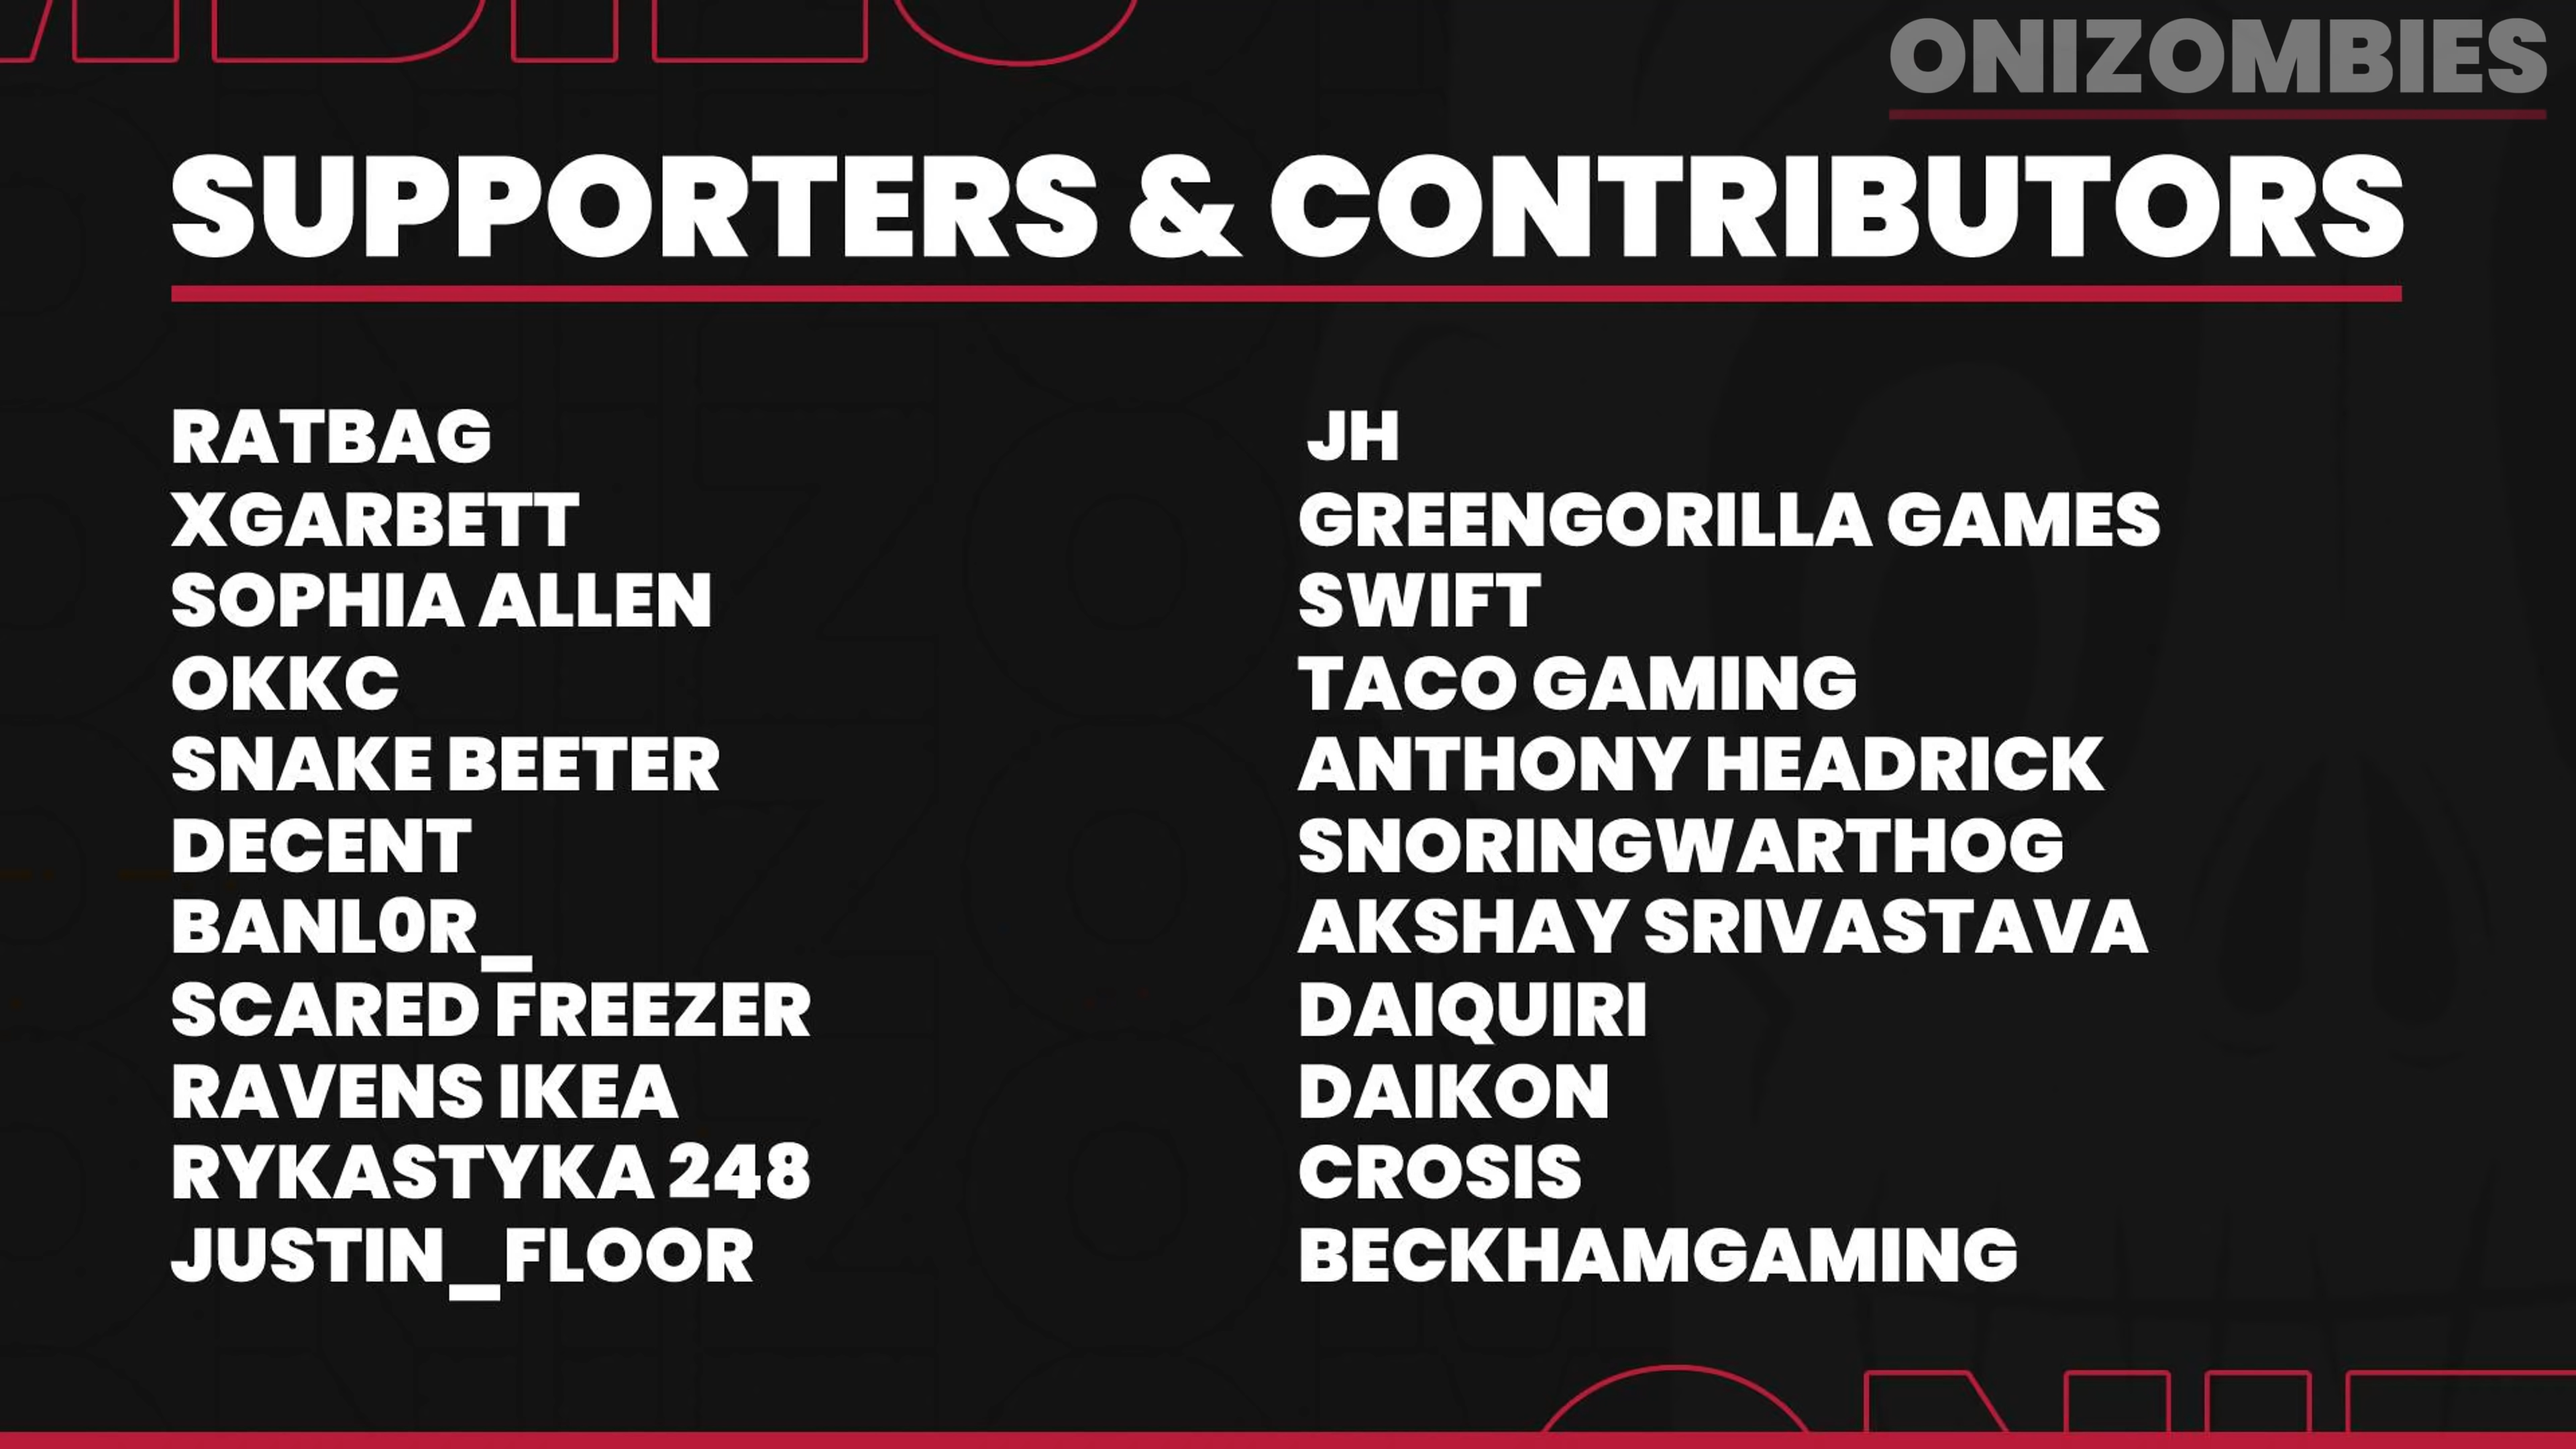 ONIZOMBIES
SUPPORTERS & CONTRIBUTORS
RATBAG
XGARBETT
SOPHIA ALLEN
OKKC
SNAKE BEETER
DECENT
BANL0R_
SCARED FREEZER
RAVENS IKEA
RYKASTYKA 248
JUSTIN_FLOOR
JH
GREENGORILLA GAMES
SWIFT
TACO GAMING
ANTHONY HEADRICK
SNORINGWARTHOG
AKSHAY SRIVASTAVA
DAIQUIRI
DAIKON
CROSIS
BECKHAMGAMING